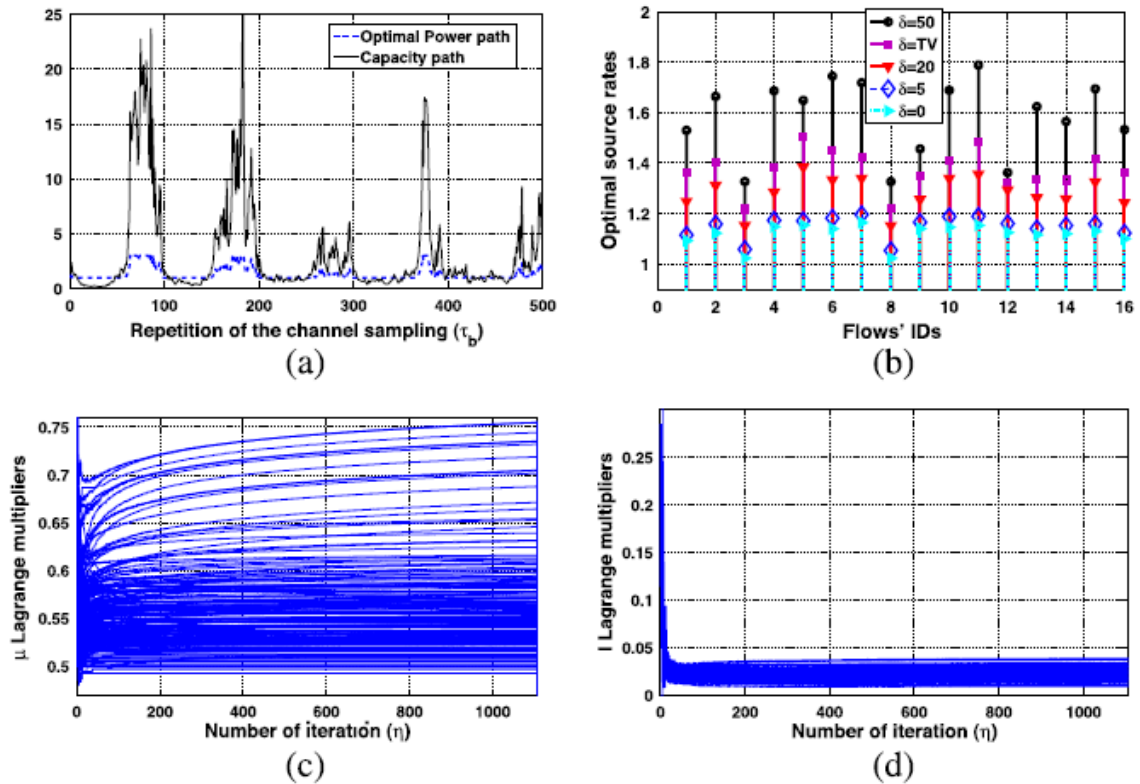 25
20
15
10
5
0
Optimal Power path
Capacity path
0 100 200 300 400 500
Repetition of the channel sampling (τb)
(a)
Optimal source rates
2
1.8
1.6
1.4
1.2
1
δ=50
δ=TV
δ=20
δ=5
δ=0
0 2 4 6 8 10 12 14 16
Flows' IDs
(b)
μ Lagrange multipliers
0.75
0.7
0.65
0.6
0.55
0.5
0 200 400 600 800 1000
Number of iteration (η)
(c)
l Lagrange multipliers
0.25
0.2
0.15
0.1
0.05
0
0 200 400 600 800 1000
Number of iteration (η)
(d)